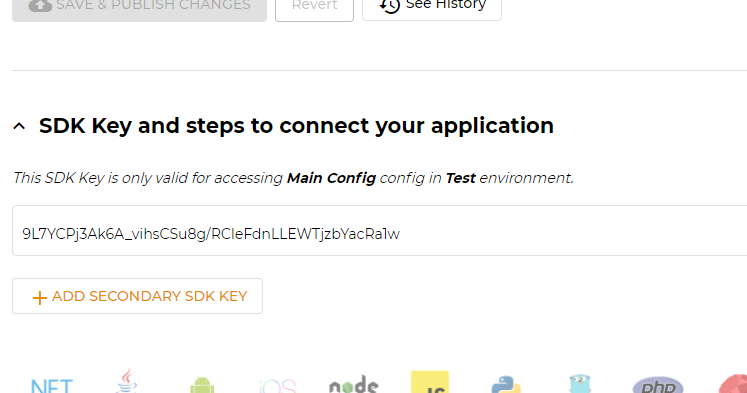 SAVE & PUBLISH CHANGES Revert See History
SDK Key and steps to connect your application
This SDK Key is only valid for accessing Main Config config in Test environment.
9L7YCPj3Ak6A_vihsCSu8g/RCIeFdnLLEWTjzbYacRa1w
+ ADD SECONDARY SDK KEY
.NET iOS node JS php